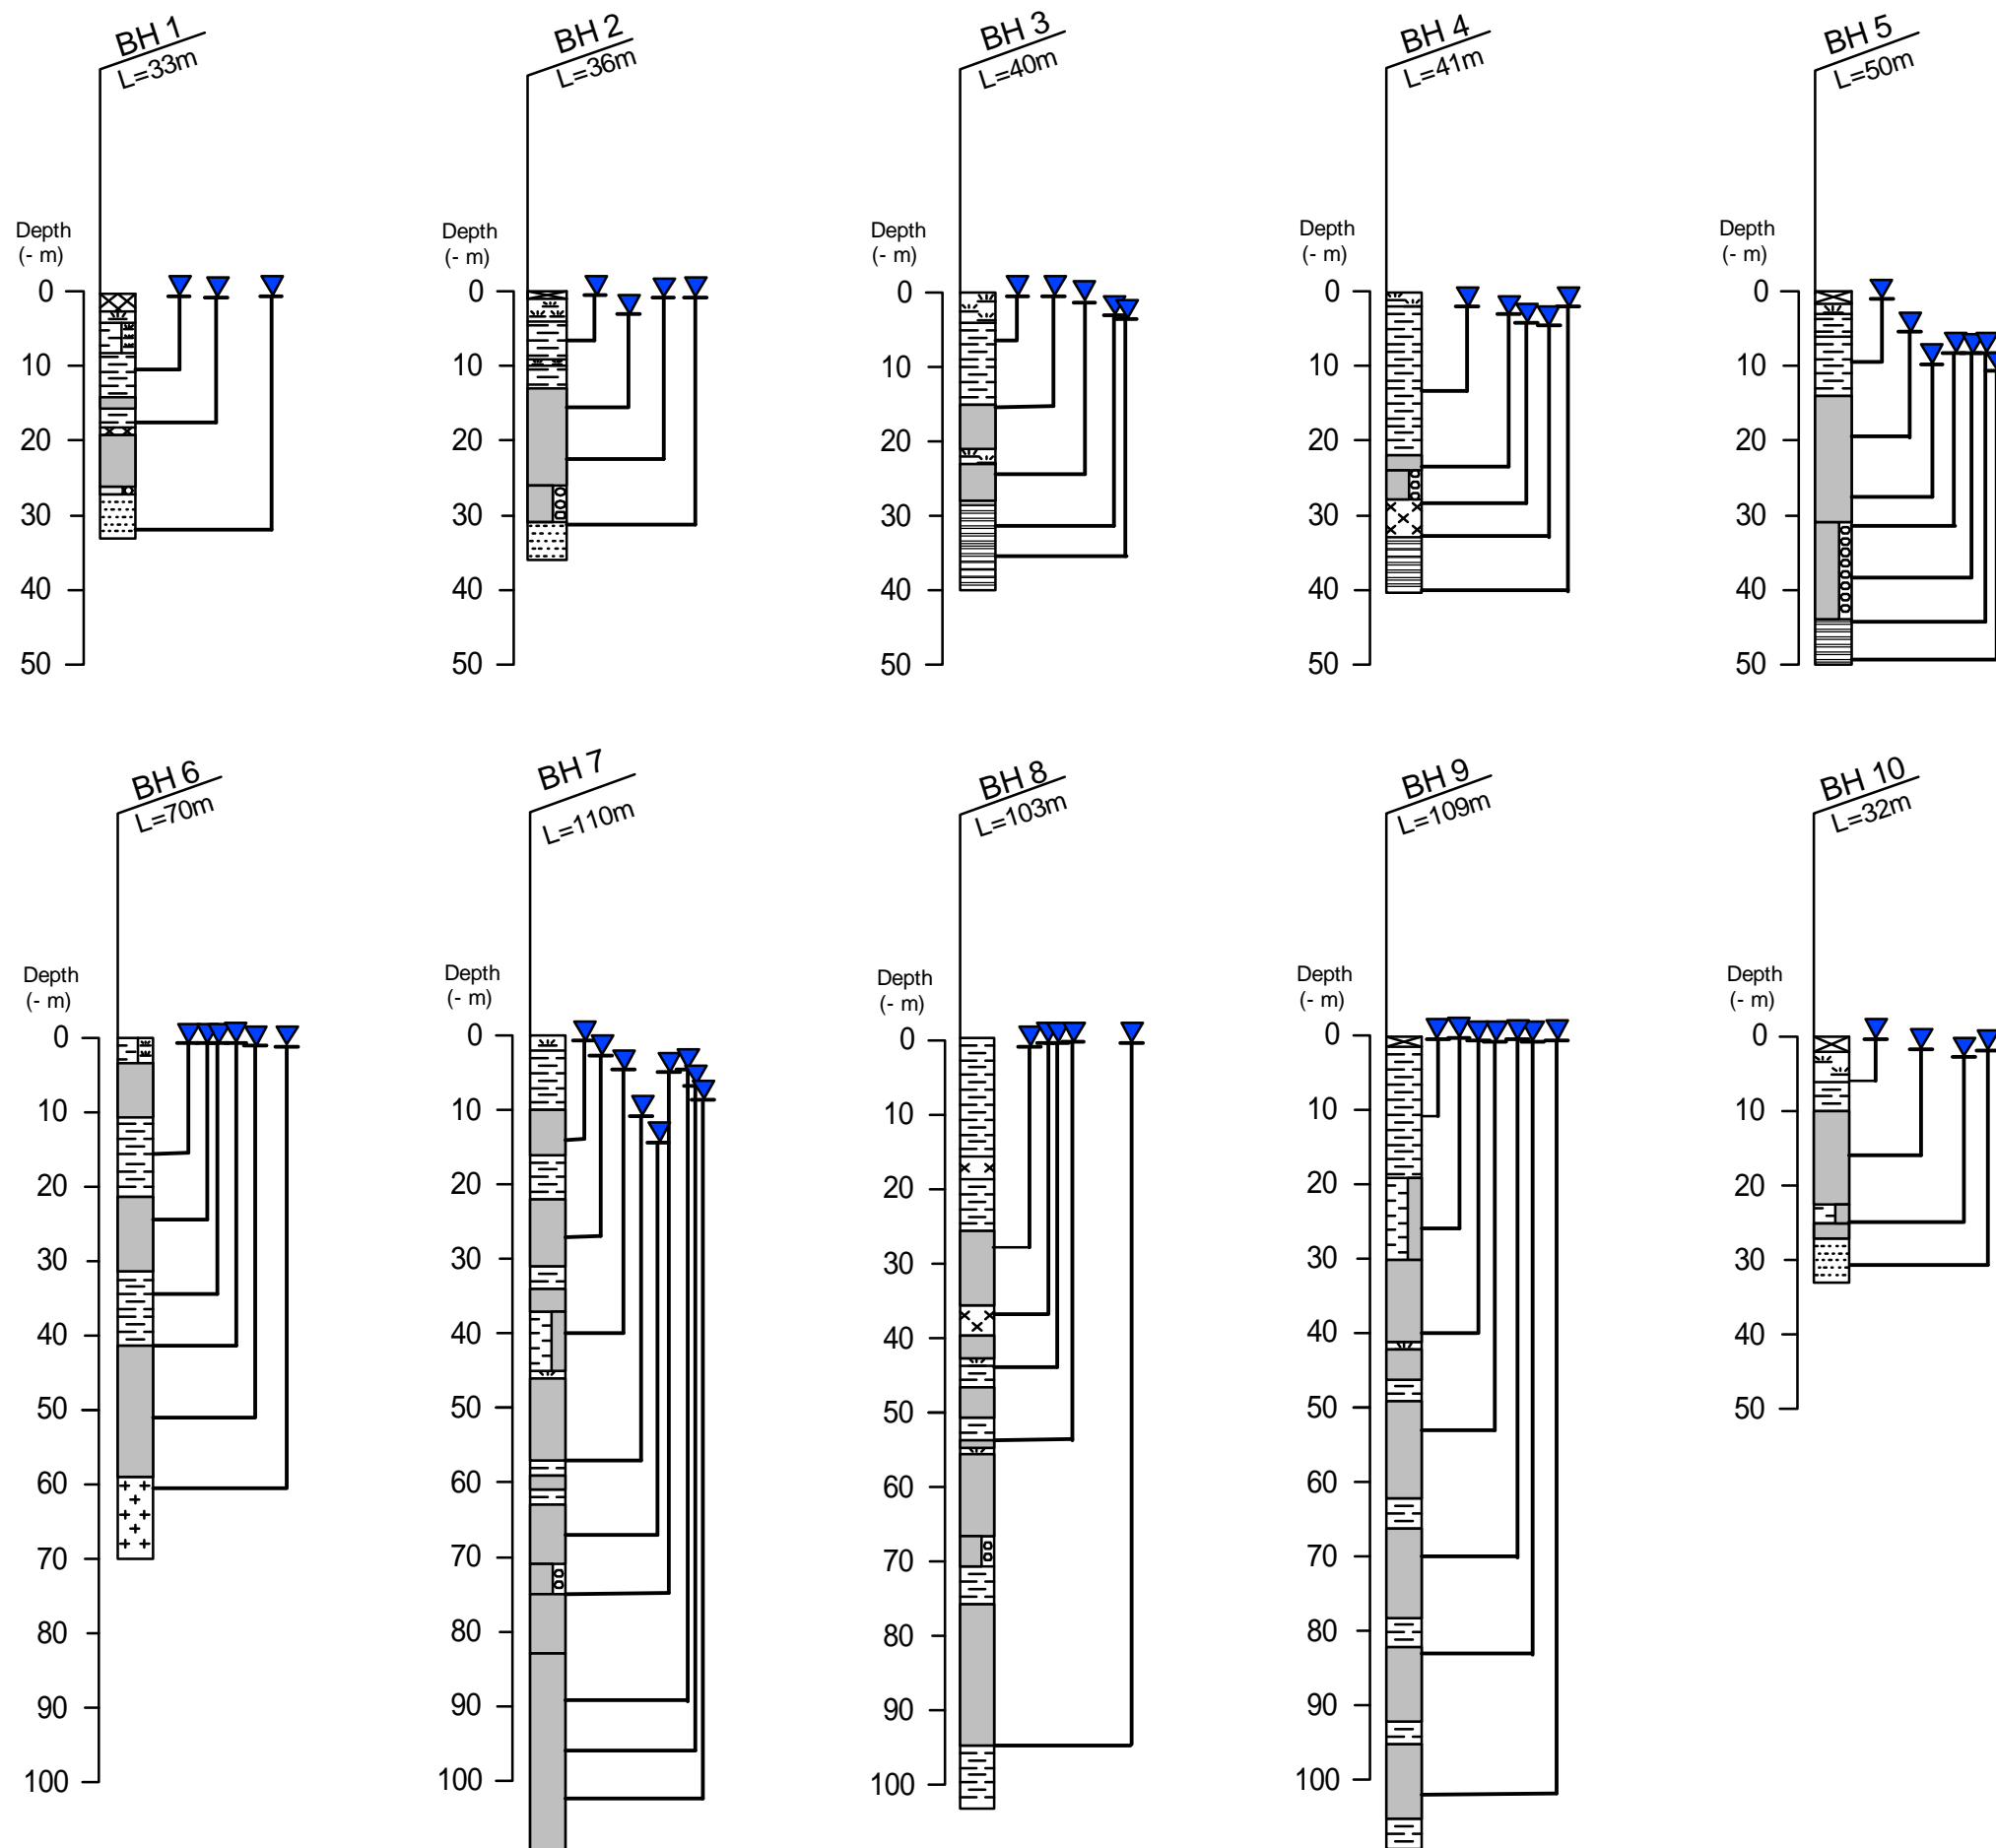 BH 1
L=33m
Depth
(- m)
0
10
20
30
40
50
BH 2
L=36m
Depth
(- m)
0
10
20
30
40
50
BH 3
L=40m
Depth
(- m)
0
10
20
30
40
50
BH 4
L=41m
Depth
(- m)
0
10
20
30
40
50
BH 5
L=50m
Depth
(- m)
0
10
20
30
40
50
BH 6
L=70m
Depth
(- m)
0
10
20
30
40
50
60
70
80
90
100
BH 7
L=110m
Depth
(- m)
0
10
20
30
40
50
60
70
80
90
100
BH 8
L=103m
Depth
(- m)
0
10
20
30
40
50
60
70
80
90
100
BH 9
L=109m
Depth
(- m)
0
10
20
30
40
50
60
70
80
90
100
BH 10
L=32m
Depth
(- m)
0
10
20
30
40
50